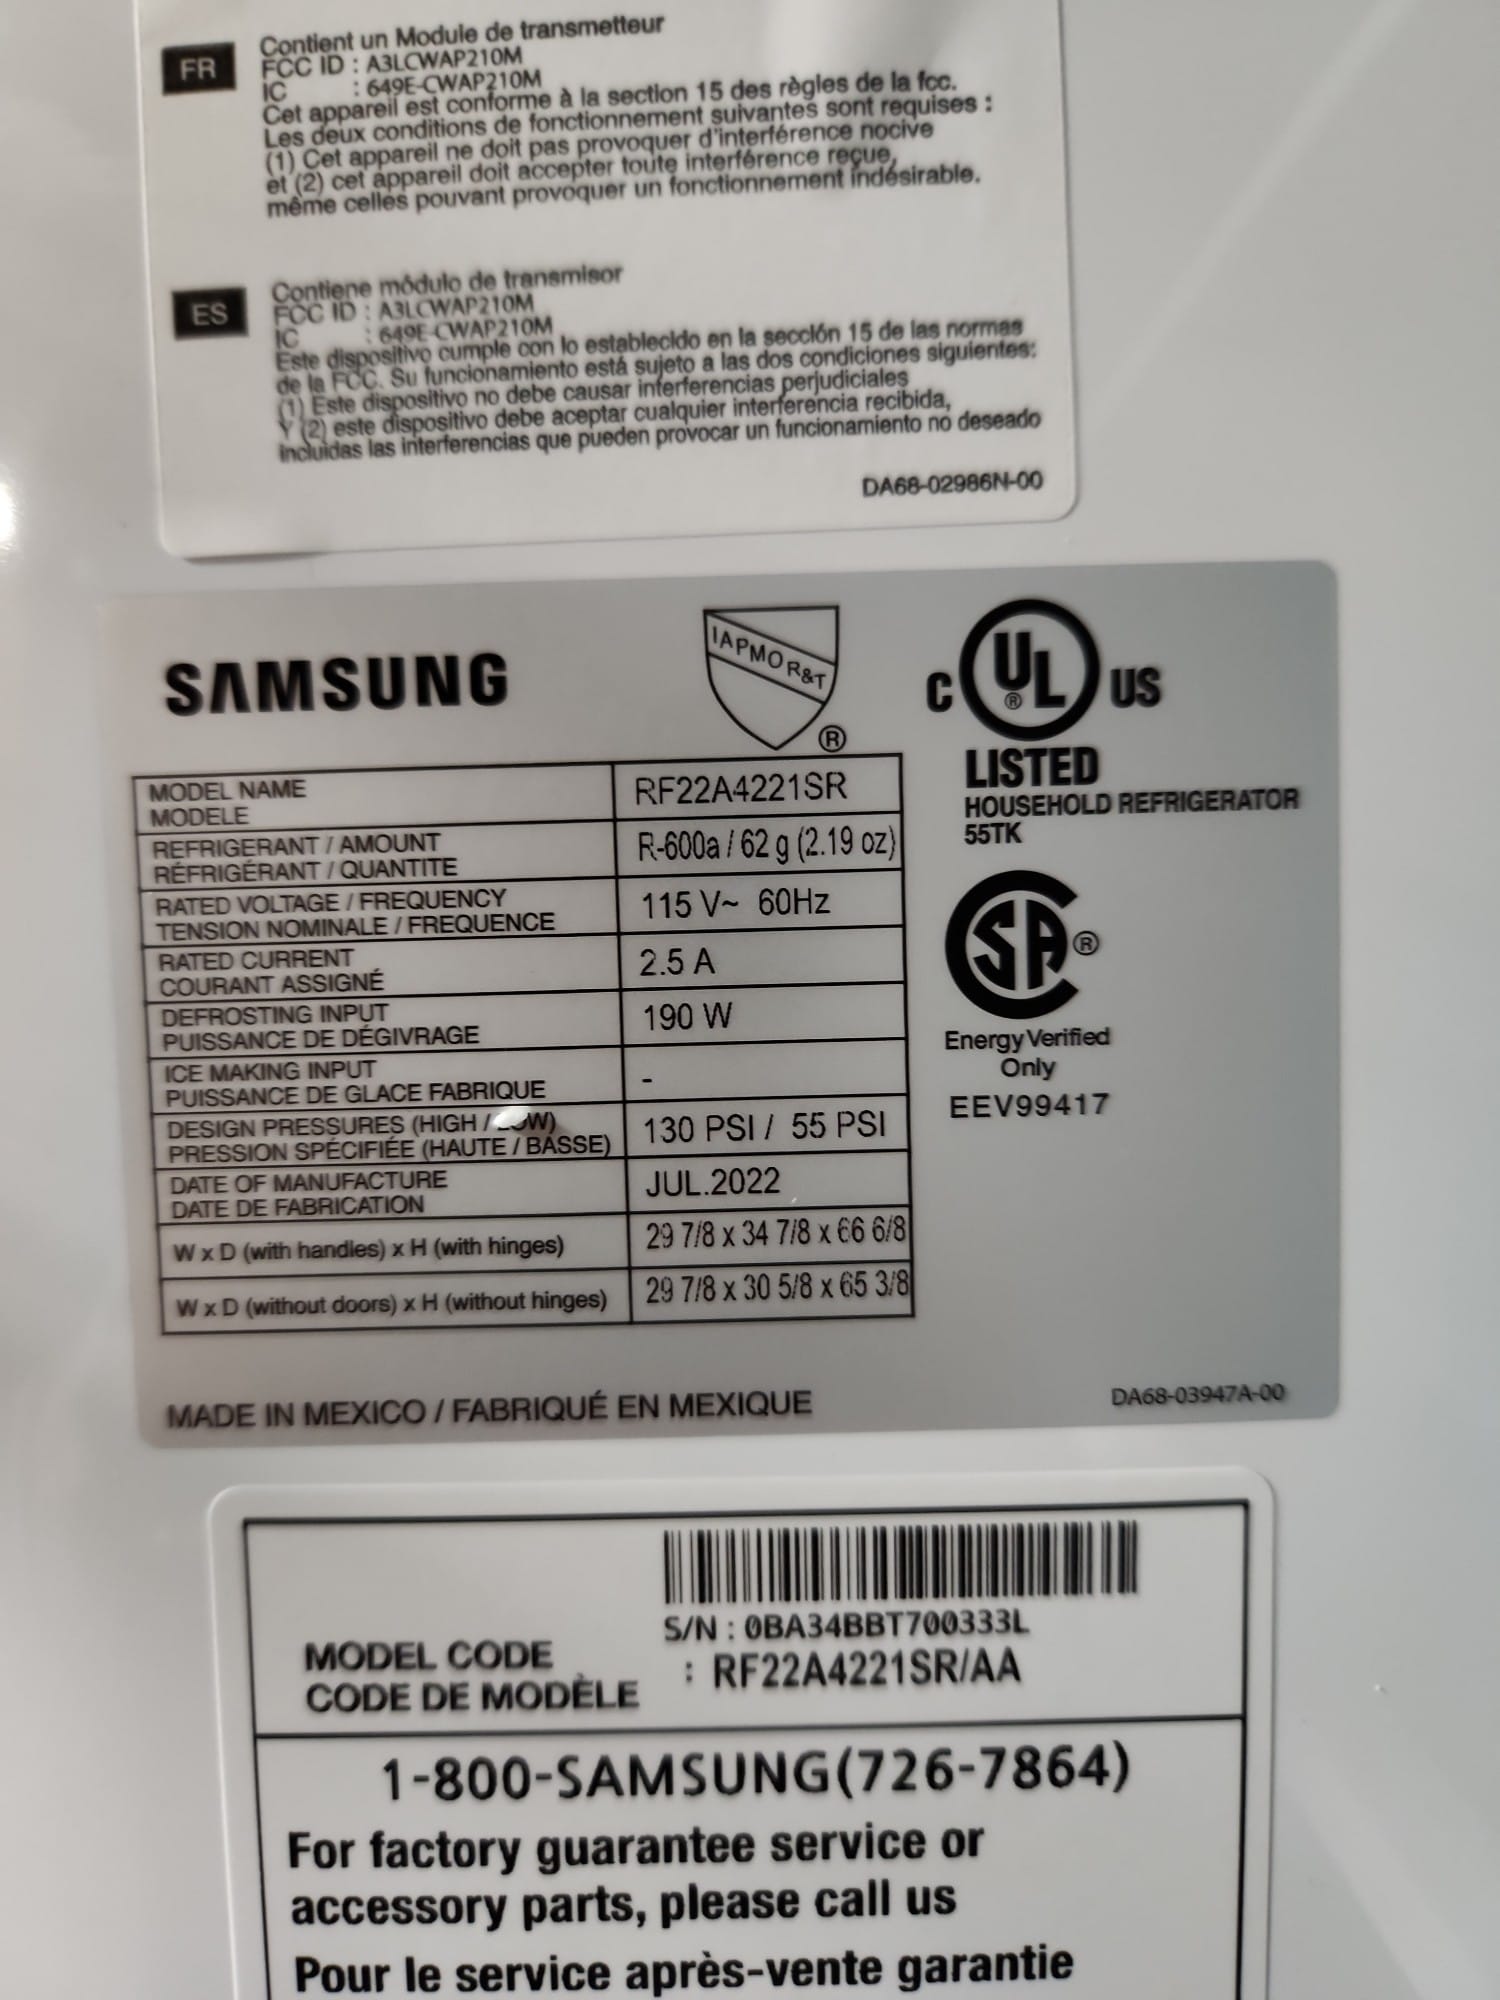 FR
Contient un Module de transmetteur
FCC ID : A3LCWAP210M
IC : 649E-CWAP210M
Cet appareil est conforme à la section 15 des règles de la fcc.
Les deux conditions de fonctionnement suivantes sont requises :
(1) Cet appareil ne doit pas provoquer d'interférence nocive
et (2) cet appareil doit accepter toute interférence reçue,
même celles pouvant provoquer un fonctionnement indésirable.
ES
Contiene módulo de transmisor
FCC ID : A3LCWAP210M
IC : 649E-CWAP210M
Este dispositivo cumple con lo establecido en la sección 15 de las normas
de la FCC. Su funcionamiento está sujeto a las dos condiciones siguientes:
(1) Este dispositivo no debe causar interferencias perjudiciales
Y (2) este dispositivo debe aceptar cualquier interferencia recibida,
incluidas las interferencias que pueden provocar un funcionamiento no deseado
DA68-02986N-00
SAMSUNG
IAPMO R&T
®
C UL ® US
LISTED
HOUSEHOLD REFRIGERATOR
55TK
SA ®
Energy Verified
Only
EEV99417
MODEL NAME
MODELE
RF22A4221SR
REFRIGERANT / AMOUNT
RÉFRIGÉRANT / QUANTITE
R-600a / 62 g (2.19 oz)
RATED VOLTAGE / FREQUENCY
TENSION NOMINALE / FREQUENCE
115 V~ 60Hz
RATED CURRENT
COURANT ASSIGNÉ
2.5 A
DEFROSTING INPUT
PUISSANCE DE DÉGIVRAGE
190 W
ICE MAKING INPUT
PUISSANCE DE GLACE FABRIQUE
-
DESIGN PRESSURES (HIGH / LOW)
PRESSION SPÉCIFIÉE (HAUTE / BASSE)
130 PSI / 55 PSI
DATE OF MANUFACTURE
DATE DE FABRICATION
JUL.2022
W x D (with handles) x H (with hinges)
29 7/8 x 34 7/8 x 66 6/8
W x D (without doors) x H (without hinges)
29 7/8 x 30 5/8 x 65 3/8
MADE IN MEXICO / FABRIQUÉ EN MEXIQUE
DA68-03947A-00
S/N : 0BA34BBT700333L
MODEL CODE
CODE DE MODÈLE
: RF22A4221SR/AA
1-800-SAMSUNG(726-7864)
For factory guarantee service or
accessory parts, please call us
Pour le service après-vente garantie